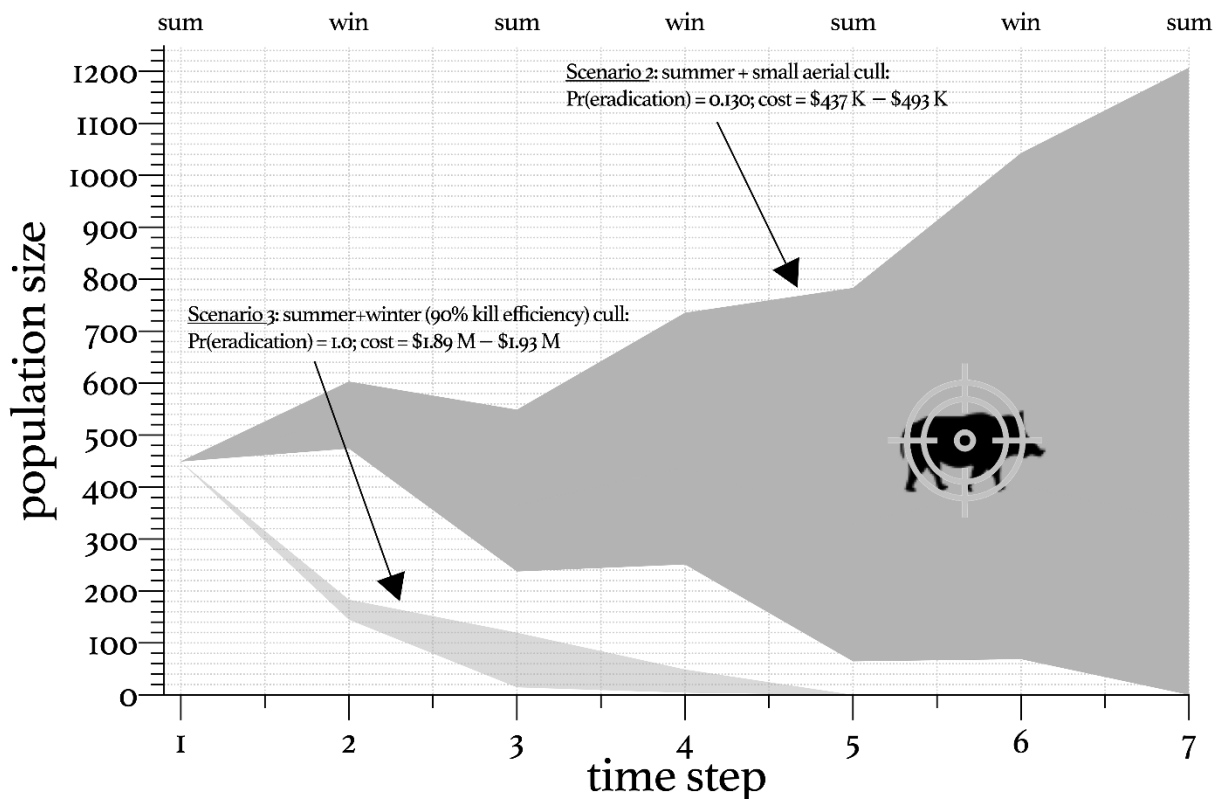 sum win sum win sum win sum
1200
Scenario 2: summer + small aerial cull:
Pr(eradication) = 0.130; cost = $437 K – $493 K
1100
1000
900
800
700
Scenario 3: summer+winter (90% kill efficiency) cull:
Pr(eradication) = 1.0; cost = $1.89 M – $1.93 M
600
500
400
300
200
100
0
population size
1 2 3 4 5 6 7
time step